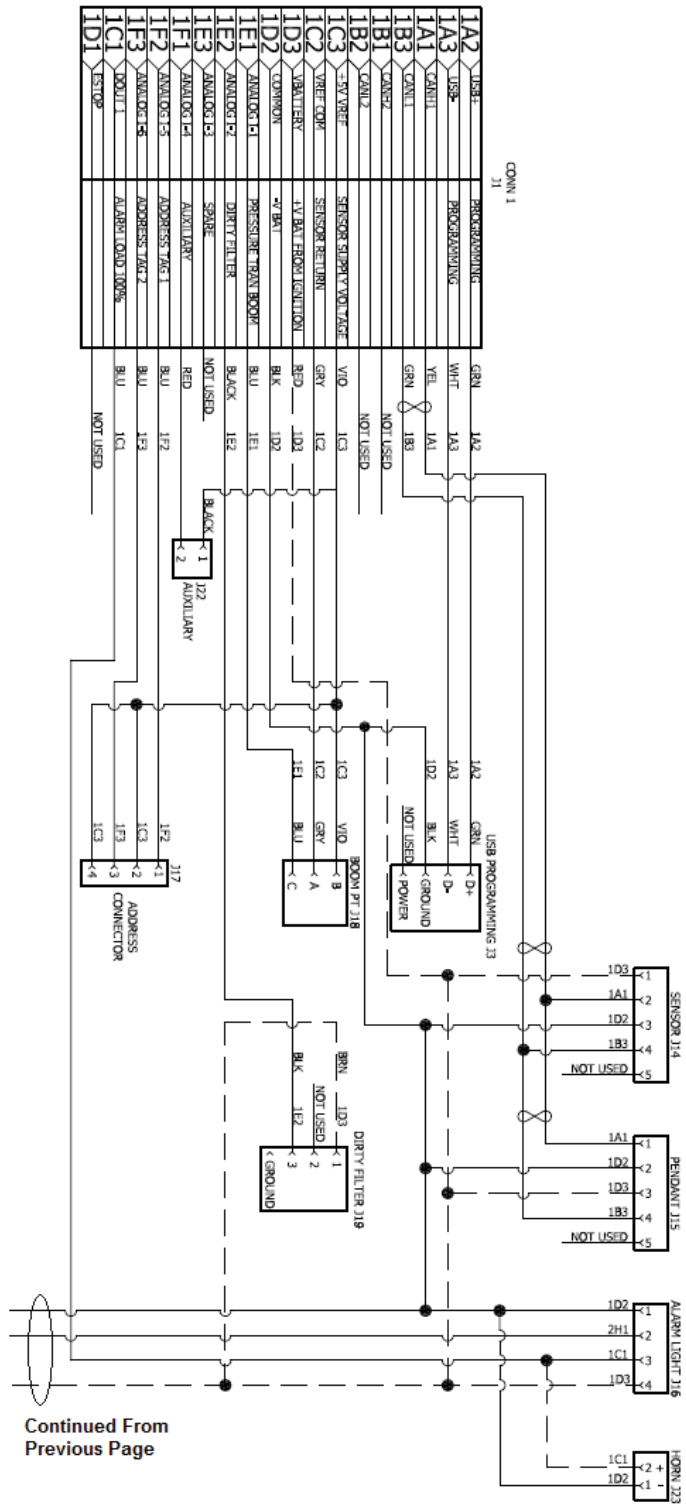 CONN 1
J1
1A2 USB+ PROGRAMMING GRN 1A2
1A3 USB- PROGRAMMING WHT 1A3
1A1 CANH1 YEL 1A1
1B3 CANL1 GRN 1B3
1B1 CANH2 NOT USED
1B2 CANL2 NOT USED
1C3 +5V VREF SENSOR SUPPLY VOLTAGE VIO 1C3
1C2 VREF COM SENSOR RETURN GRY 1C2
1D3 VBATTERY +V BAT FROM IGNITION RED 1D3
1D2 COMMON -V BAT BLK 1D2
1E1 ANALOG I-1 PRESSURE TRAN BOOM BLU 1E1
1E2 ANALOG I-2 DIRTY FILTER BLACK 1E2
1E3 ANALOG I-3 SPARE NOT USED
1F1 ANALOG I-4 AUXILIARY RED
1F2 ANALOG I-5 ADDRESS TAG 1 BLU 1F2
1F3 ANALOG I-6 ADDRESS TAG 2 BLU 1F3
1C1 DOUT 1 ALARM LOAD 100% BLU 1C1
1D1 ESTOP NOT USED
BLACK
1
2
J22
AUXILIARY
1A2 GRN D+
1A3 WHT D-
1D2 BLK GROUND
NOT USED POWER
USB PROGRAMMING J3
1C3 VIO B
1C2 GRY A
1E1 BLU C
BOOM PT J18
1F2 1
1C3 2
1F3 3
1C3 4
J17
ADDRESS
CONNECTOR
BRN 1D3 1
NOT USED 2
BLK 1E2 3
GROUND
DIRTY FILTER J19
SENSOR J14
1D3 1
1A1 2
1D2 3
1B3 4
NOT USED 5
PENDANT J15
1A1 1
1D2 2
1D3 3
1B3 4
NOT USED 5
ALARM LIGHT J16
1D2 1
2H1 2
1C1 3
1D3 4
HORN J23
1C1 2 +
1D2 1 -
Continued From
Previous Page